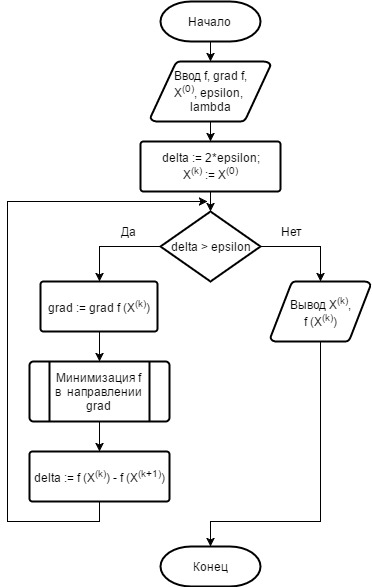 Начало
Ввод f, grad f,
X⁽⁰⁾, epsilon,
lambda
delta := 2*epsilon;
X⁽ᵏ⁾ := X⁽⁰⁾
Да
delta > epsilon
Нет
grad := grad f (X⁽ᵏ⁾)
Вывод X⁽ᵏ⁾,
f (X⁽ᵏ⁾)
Минимизация f
в направлении
grad
delta := f (X⁽ᵏ⁾) - f (X⁽ᵏ⁺¹⁾)
Конец